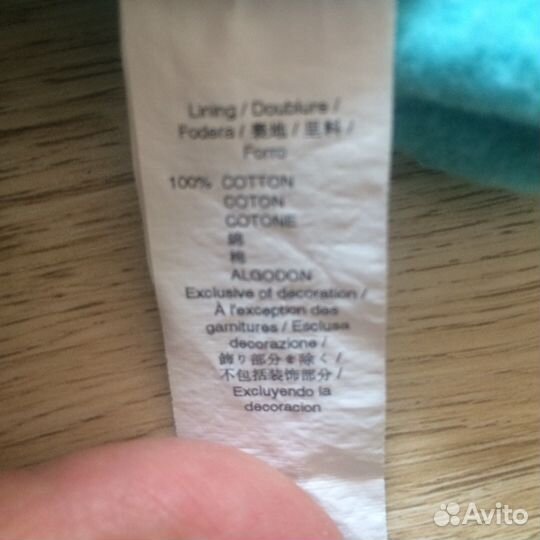 Lining / Doublure /
Fodera / 裏地 / 里料 /
Forro
100% COTTON
COTON
COTONE
綿
棉
ALGODON
Exclusive of decoration /
À l'exception des
garnitures / Esclusa
decorazione /
飾り部分を除く /
不包括装饰部分 /
Excluyendo la
decoracion
Avito